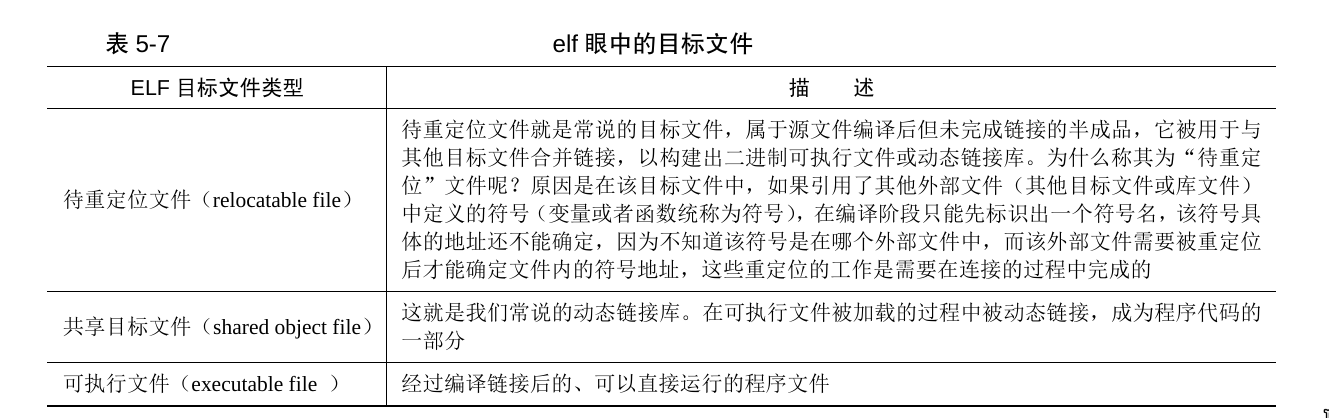 表 5-7 elf 眼中的目标文件
ELF 目标文件类型 描 述
待重定位文件（relocatable file）
待重定位文件就是常说的目标文件，属于源文件编译后但未完成链接的半成品，它被用于与
其他目标文件合并链接，以构建出二进制可执行文件或动态链接库。为什么称其为“待重定
位”文件呢？原因是在该目标文件中，如果引用了其他外部文件（其他目标文件或库文件）
中定义的符号（变量或者函数统称为符号），在编译阶段只能先标识出一个符号名，该符号具
体的地址还不能确定，因为不知道该符号是在哪个外部文件中，而该外部文件需要被重定位
后才能确定文件内的符号地址，这些重定位的工作是需要在连接的过程中完成的
共享目标文件（shared object file）
这就是我们常说的动态链接库。在可执行文件被加载的过程中被动态链接，成为程序代码的
一部分
可执行文件（executable file ）
经过编译链接后的、可以直接运行的程序文件